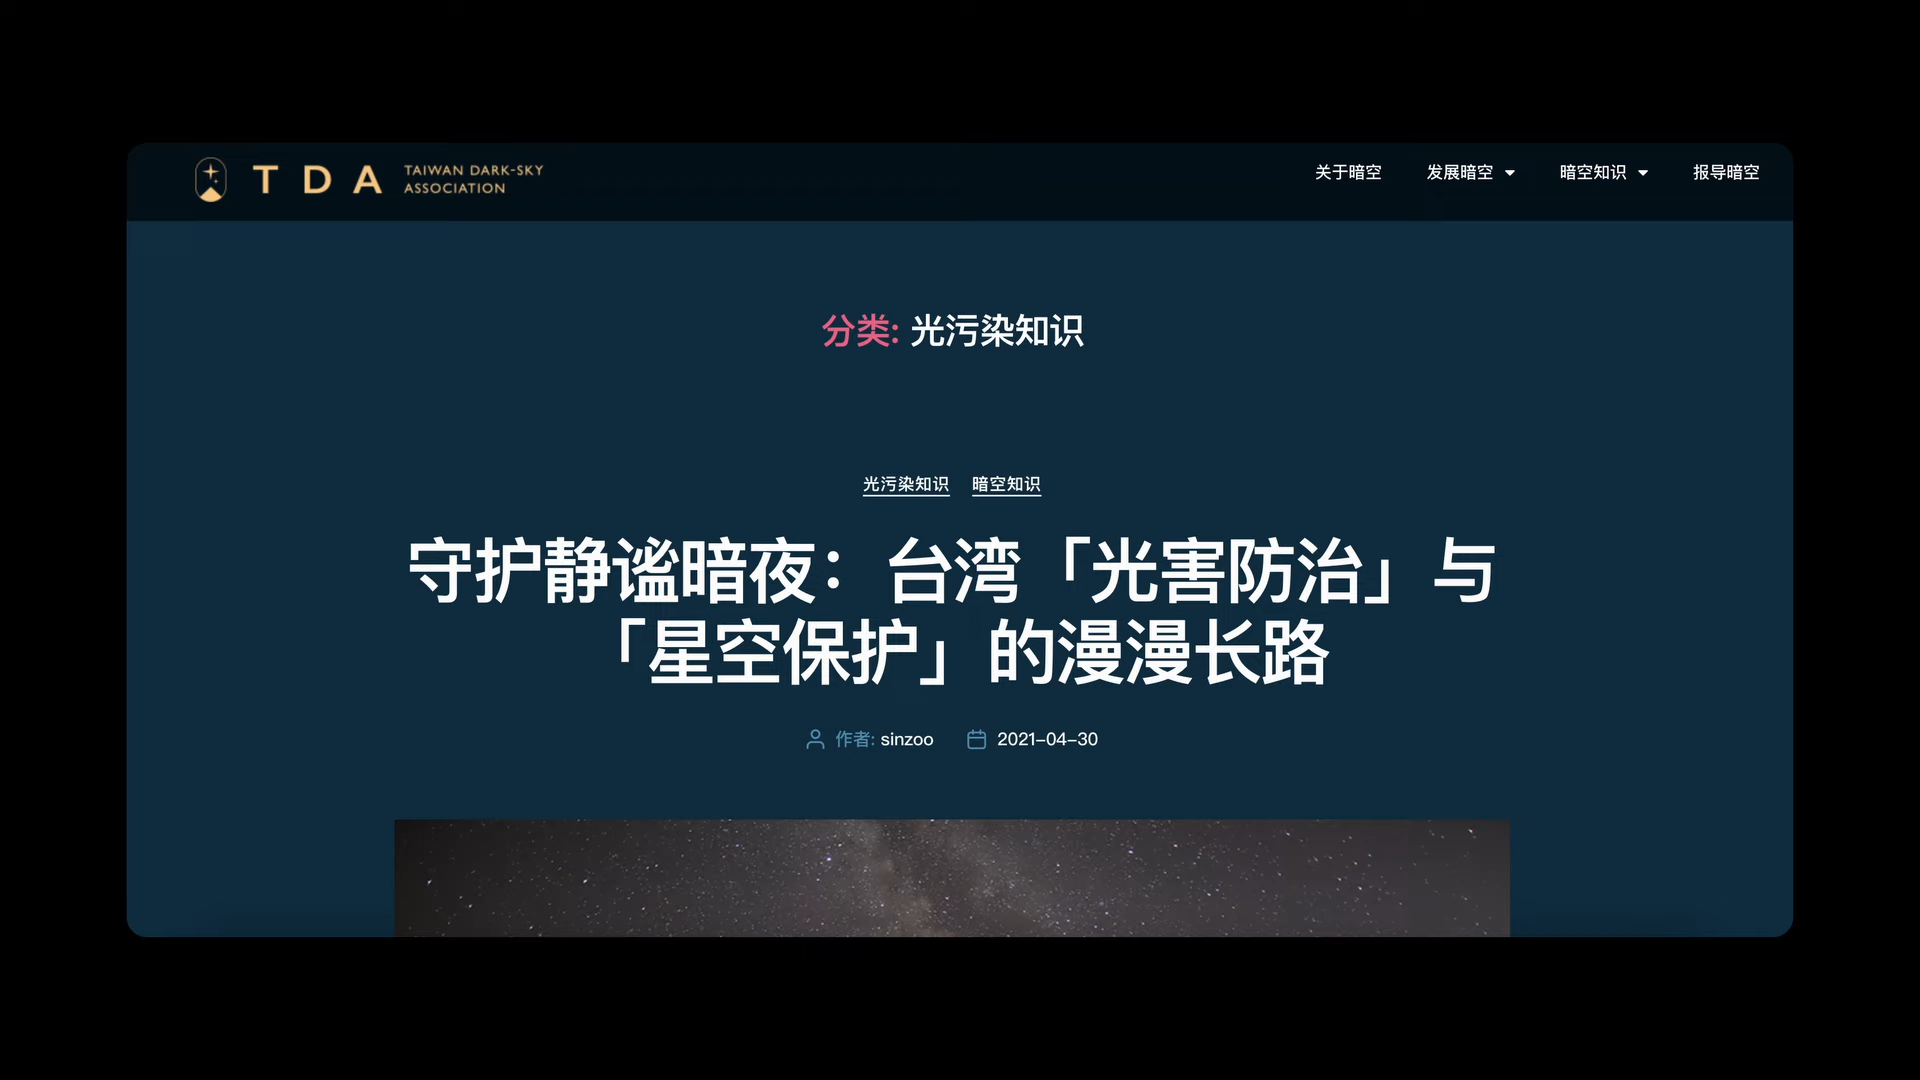 T D A TAIWAN DARK-SKY
ASSOCIATION
关于暗空 发展暗空 暗空知识 报导暗空
分类: 光污染知识
光污染知识 暗空知识
守护静谧暗夜：台湾「光害防治」与
「星空保护」的漫漫长路
作者: sinzoo 2021-04-30